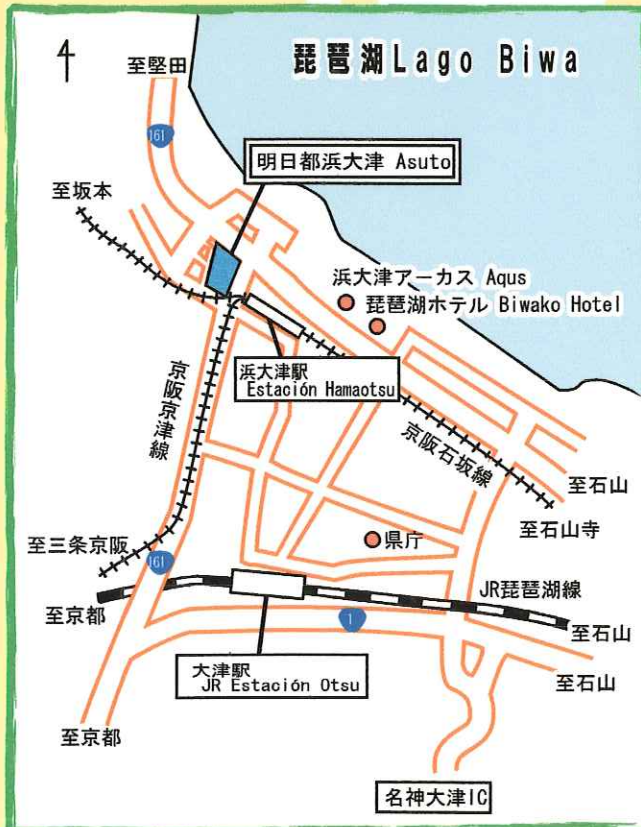 琵琶湖Lago Biwa
至堅田
161
明日都浜大津 Asuto
至坂本
浜大津アーカス Aqus
琵琶湖ホテル Biwako Hotel
浜大津駅
Estación Hamaotsu
京阪京津線
京阪石坂線
至石山
至石山寺
県庁
至三条京阪
161
JR琵琶湖線
至京都
1
至石山
大津駅
JR Estación Otsu
至石山
至京都
名神大津IC